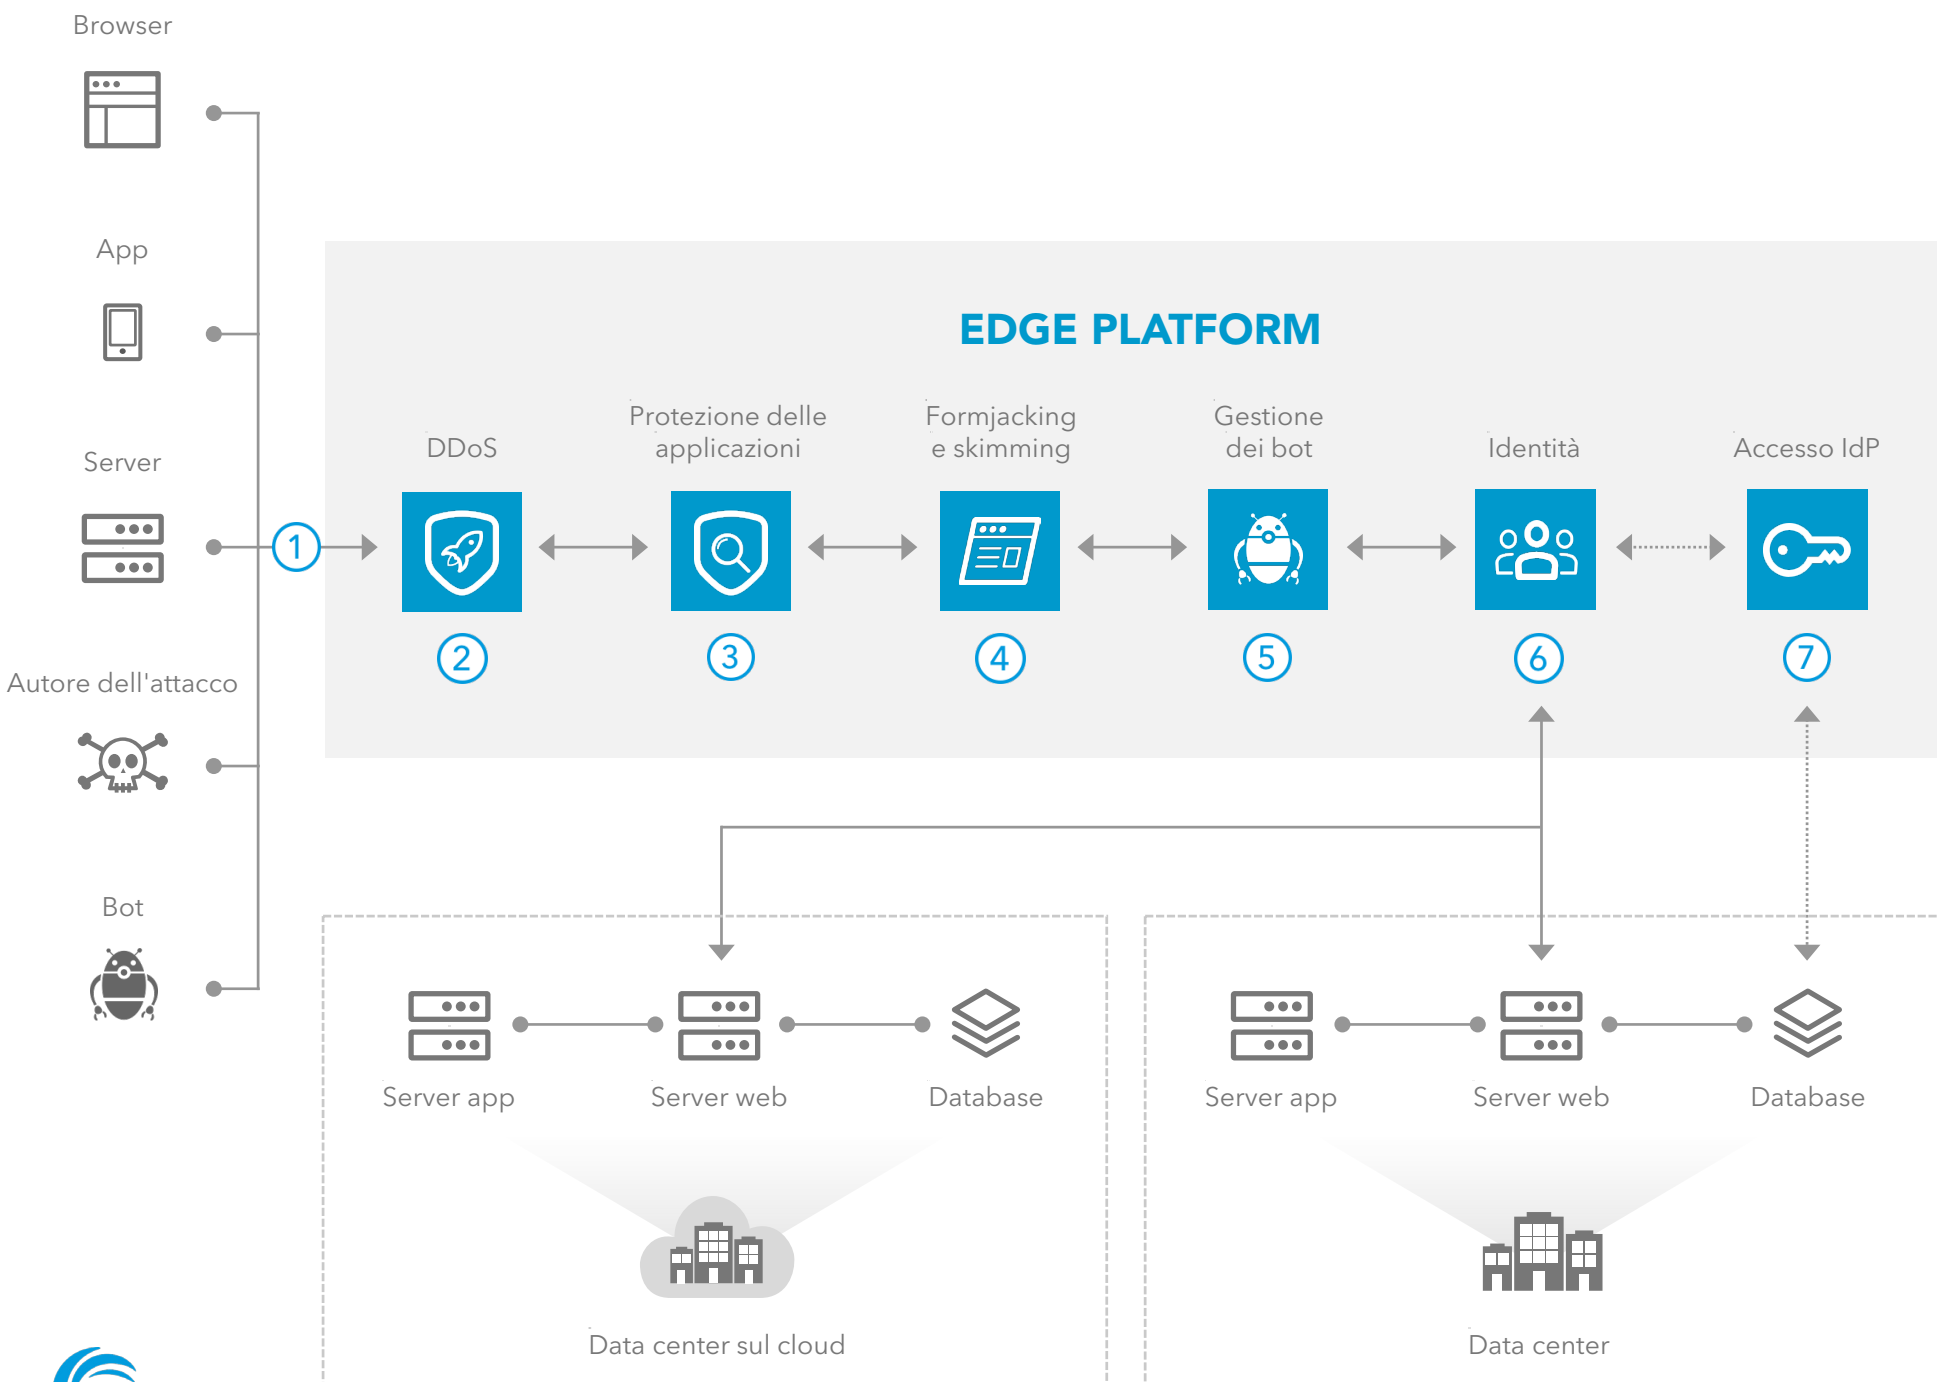 Browser
App
Server
Autore dell'attacco
Bot
EDGE PLATFORM
DDoS
Protezione delle
applicazioni
Formjacking
e skimming
Gestione
dei bot
Identità
Accesso IdP
1
2
3
4
5
6
7
Server app
Server web
Database
Data center sul cloud
Server app
Server web
Database
Data center